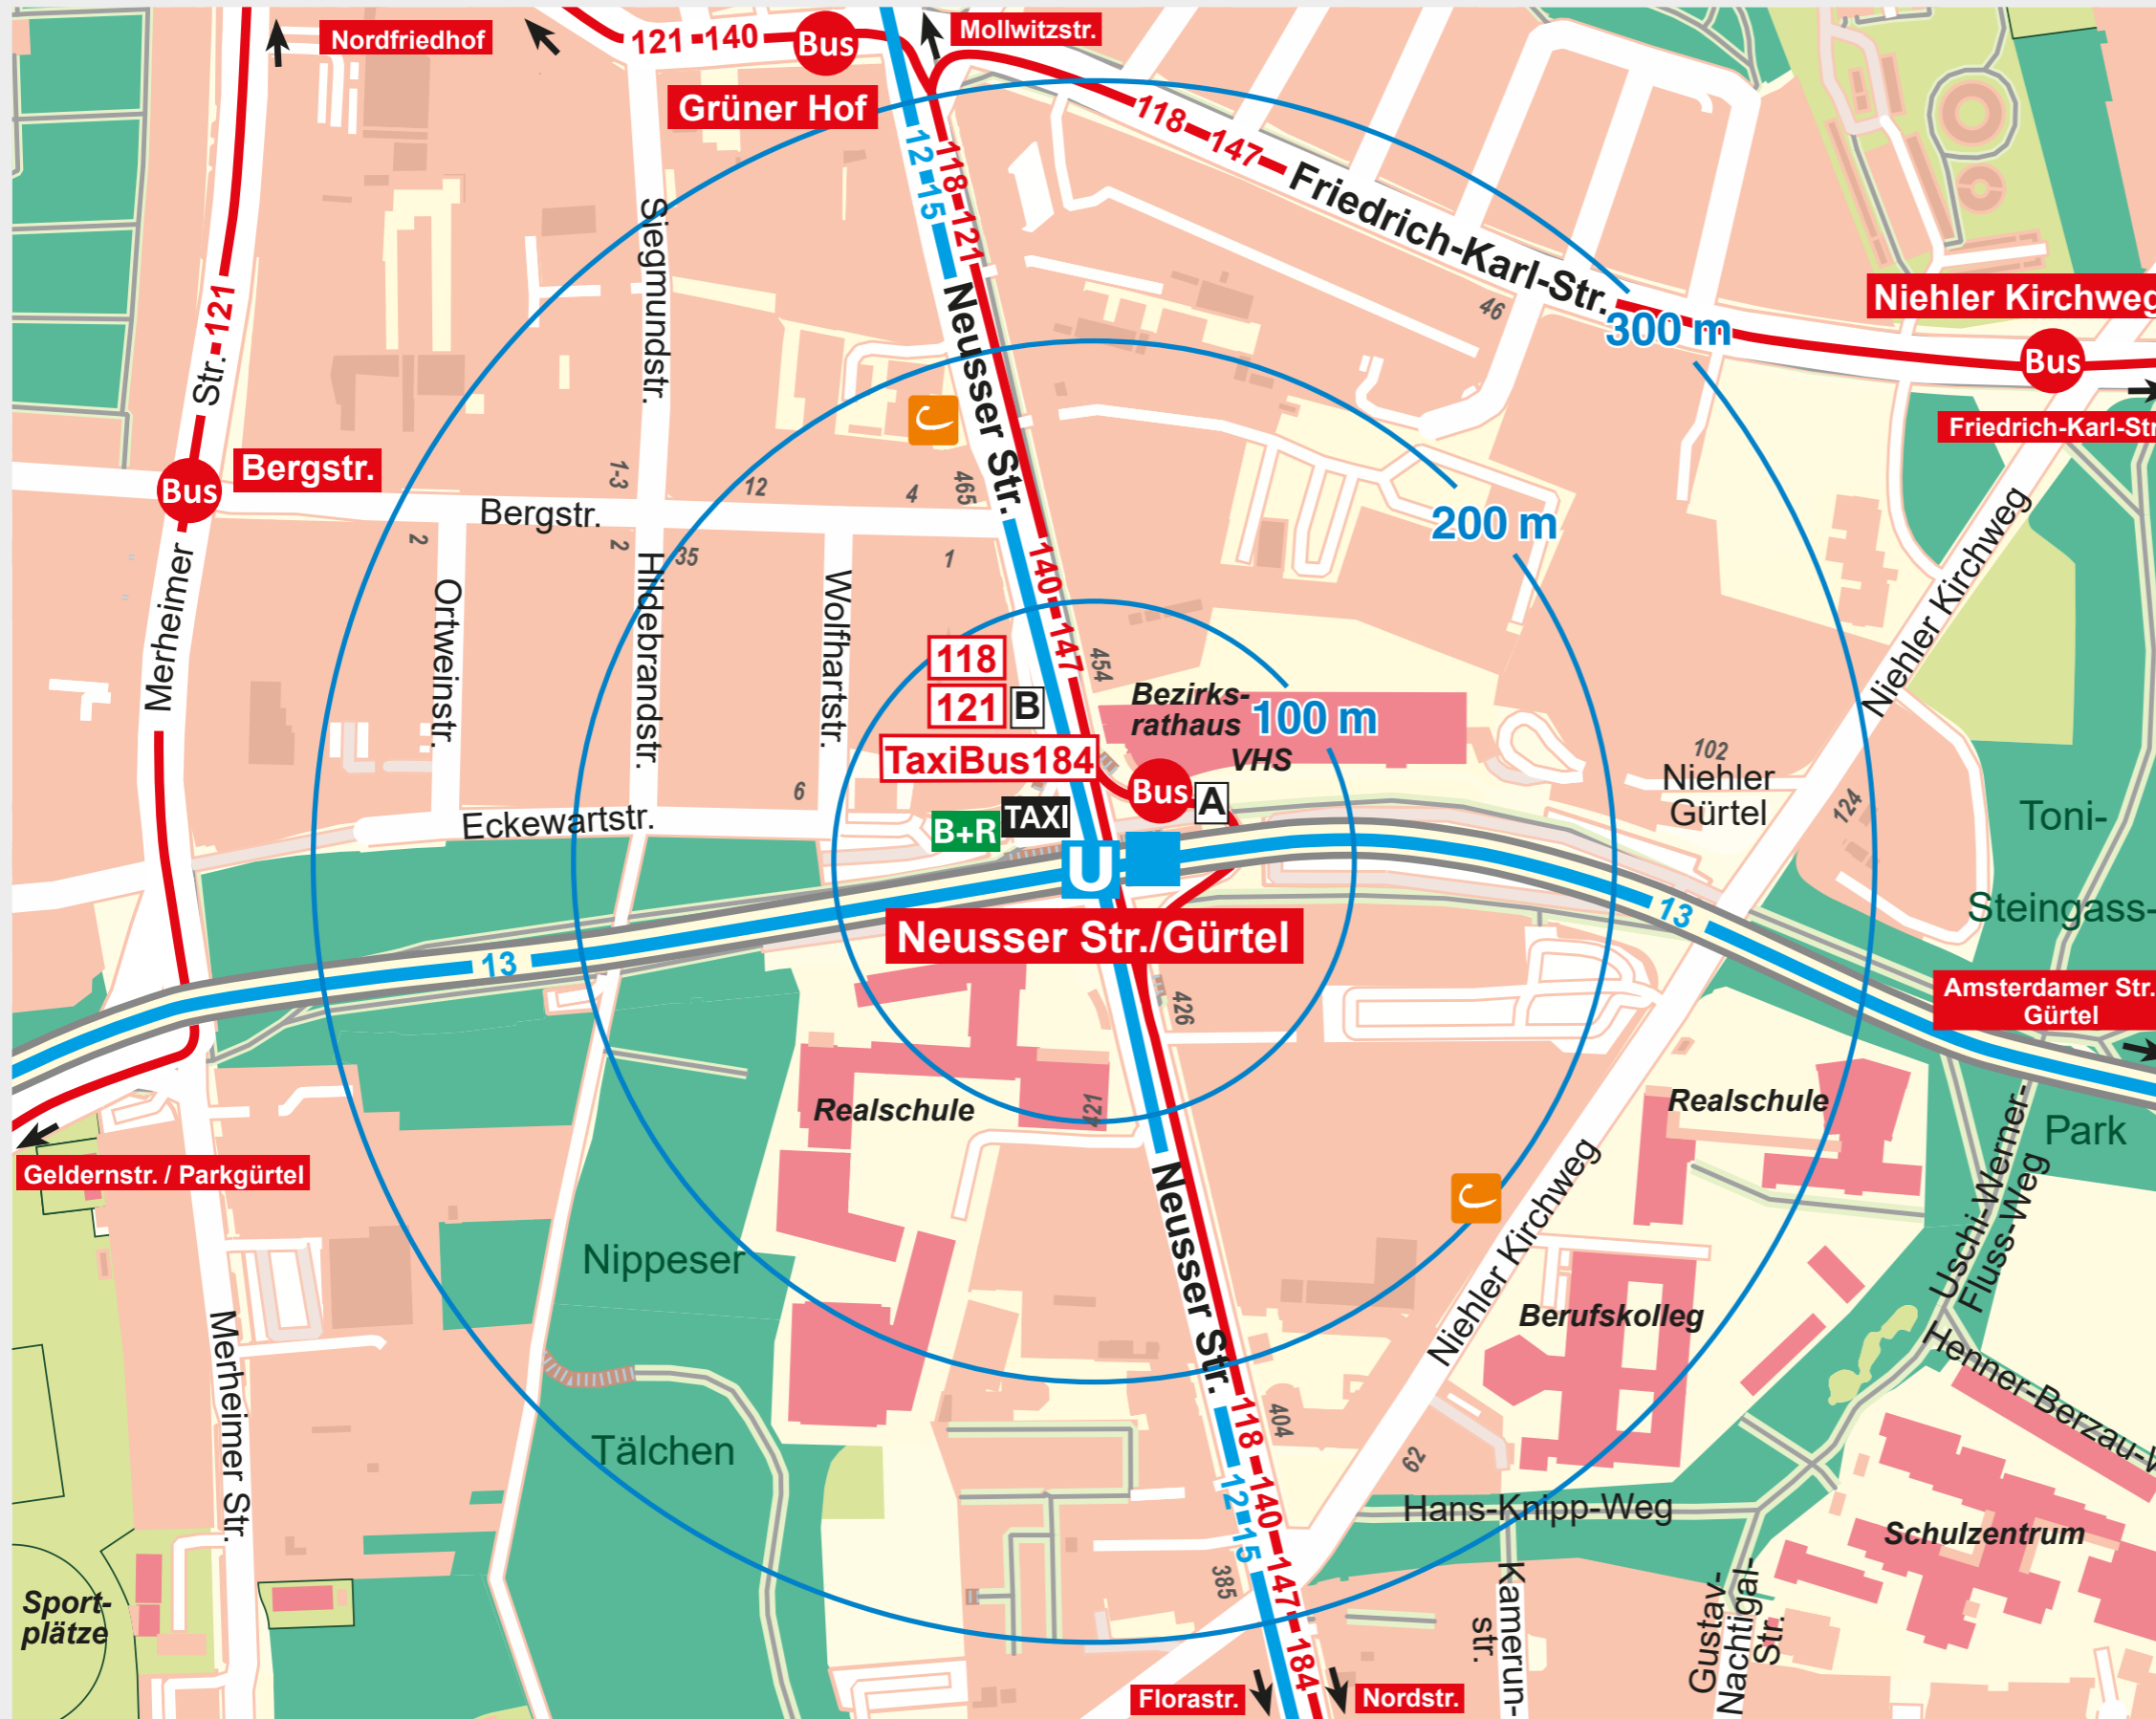 Nordfriedhof
121
140
Bus
Mollwitzstr.
Grüner Hof
118
147
Friedrich-Karl-Str.
12
15
118
121
Siegmundstr.
Neusser Str.
Niehler Kirchweg
Bus
Friedrich-Karl-Str
300 m
46
Str.
121
Bus
Bergstr.
Bergstr.
1-3
12
4
465
2
2
35
1
200 m
140
147
Merheimer
Ortweinstr.
Hildebrandstr.
Wolfhartstr.
118
121
B
TaxiBus184
454
Bezirks-
rathaus
100 m
VHS
Bus
A
TAXI
B+R
U
6
Eckewartstr.
102
Niehler
Gürtel
124
Niehler Kirchweg
Toni-
Steingass-
Park
Neusser Str./Gürtel
13
13
Amsterdamer Str.
Gürtel
426
421
Realschule
Realschule
Geldernstr. / Parkgürtel
Uschi-Werner-
Fluss-Weg
Nippeser
Tälchen
Neusser Str.
Niehler Kirchweg
Berufskolleg
Henner-Berzau-W
Merheimer Str.
118
140
147
184
404
12
15
385
62
Hans-Knipp-Weg
Schulzentrum
Sport-
plätze
Kamerun-
str.
Gustav-
Nachtigal-
Str.
Florastr.
Nordstr.